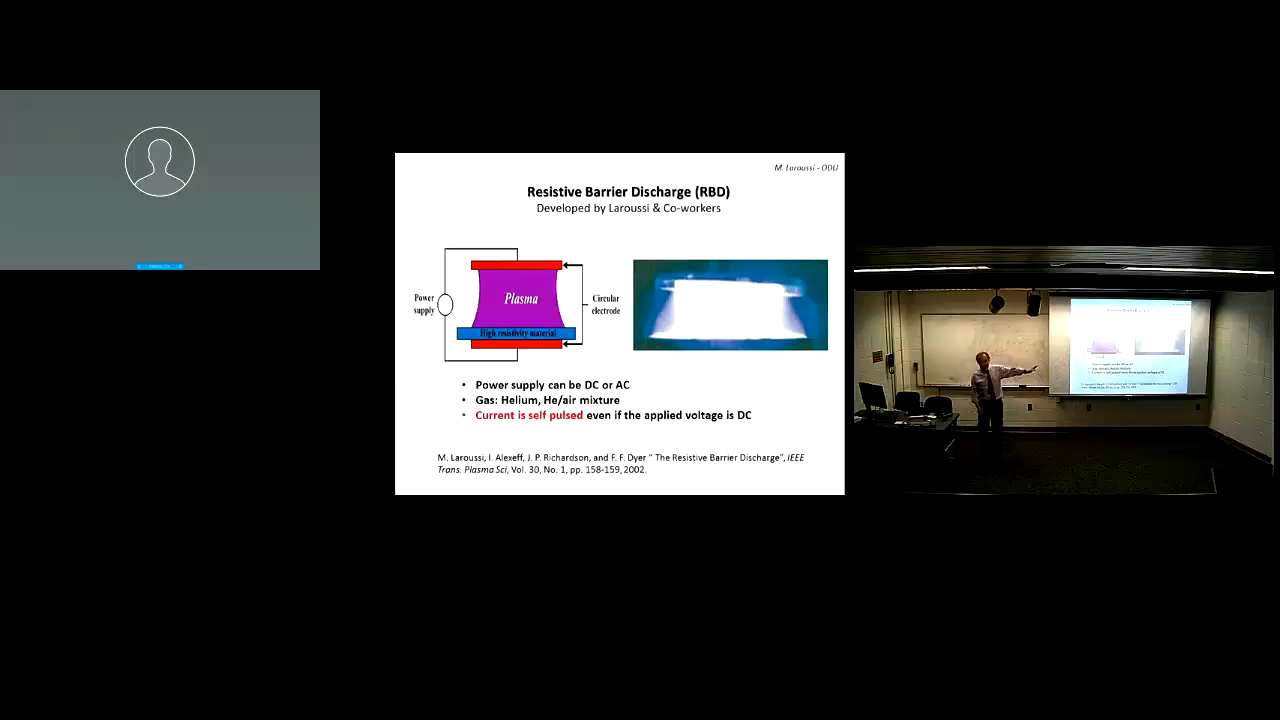 M. Laroussi - ODU
Resistive Barrier Discharge (RBD)
Developed by Laroussi & Co-workers
Power
supply
Plasma
High resistivity material
Circular
electrode
• Power supply can be DC or AC
• Gas: Helium, He/air mixture
• Current is self pulsed even if the applied voltage is DC
M. Laroussi, I. Alexeff, J. P. Richardson, and F. F. Dyer " The Resistive Barrier Discharge", IEEE
Trans. Plasma Sci, Vol. 30, No. 1, pp. 158-159, 2002.